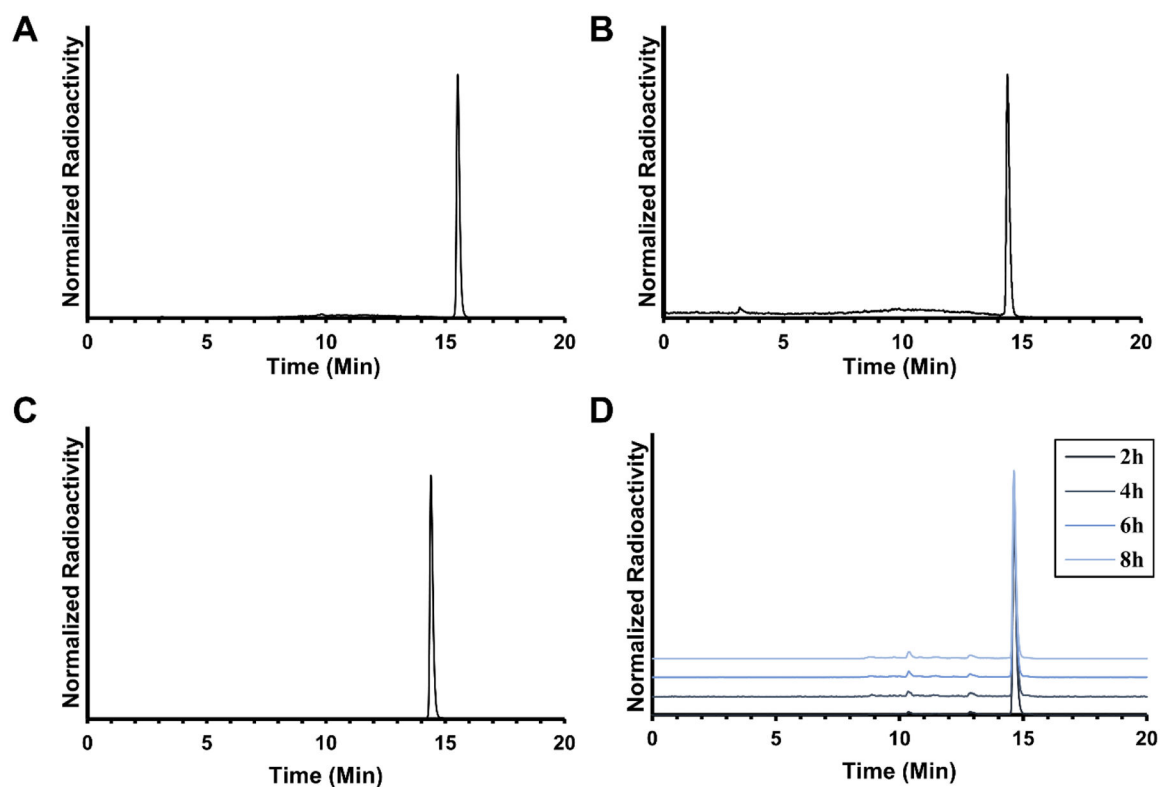 A
Normalized Radioactivity
0 5 10 15 20
Time (Min)
B
Normalized Radioactivity
0 5 10 15 20
Time (Min)
C
Normalized Radioactivity
0 5 10 15 20
Time (Min)
D
Normalized Radioactivity
2h
4h
6h
8h
0 5 10 15 20
Time (Min)